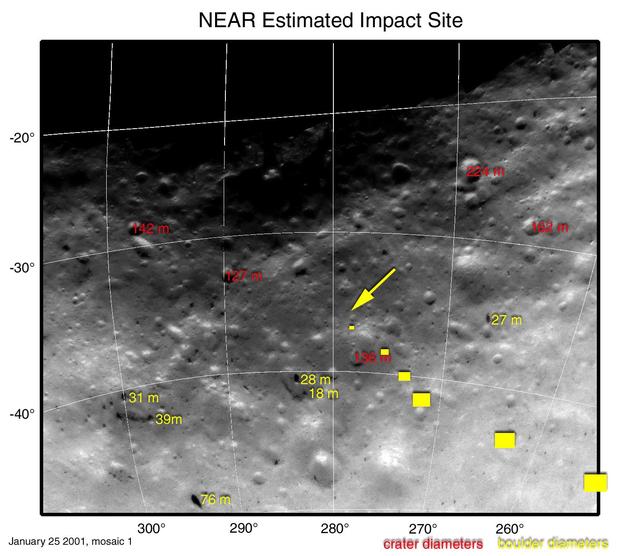 NEAR Estimated Impact Site
-20°
224 m
142 m
162 m
-30°
127 m
27 m
136 m
28 m
31 m
18 m
-40°
39m
76 m
300°
290°
280°
270°
260°
January 25 2001, mosaic 1
crater diameters
boulder diameters